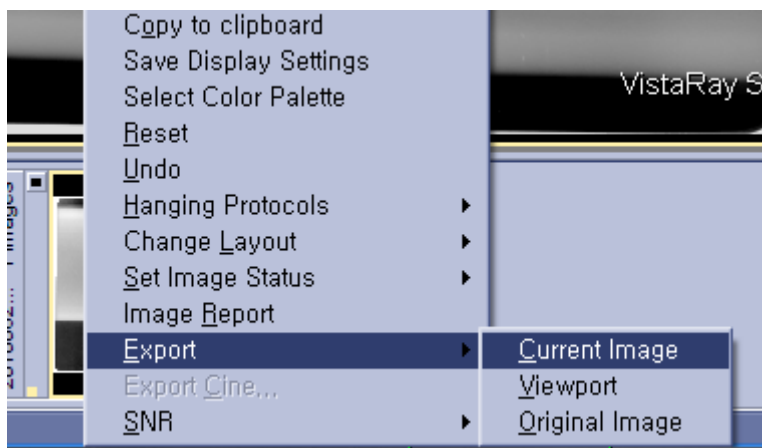 Copy to clipboard
Save Display Settings
VistaRay S
Select Color Palette
Reset
Undo
Hanging Protocols
Change Layout
Set Image Status
Image Report
Export
Current Image
Export Cine...
Viewport
SNR
Original Image